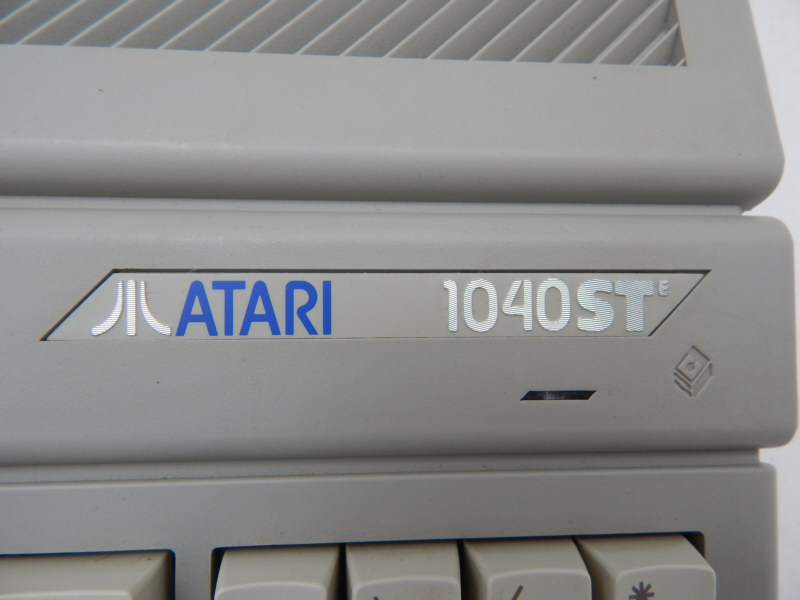 ATARI 1040STE
( / *